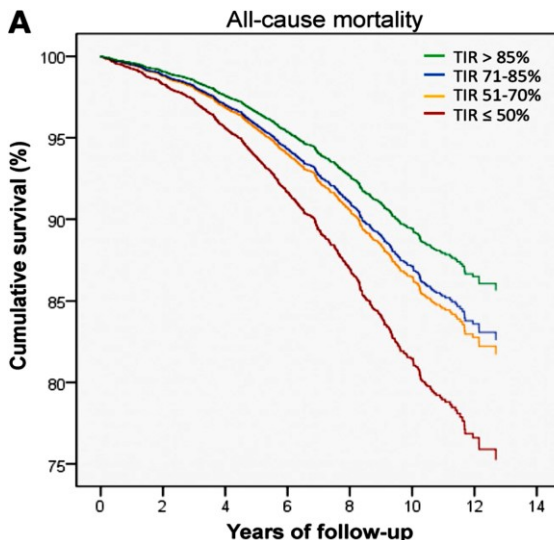 A
All-cause mortality
TIR > 85%
TIR 71-85%
TIR 51-70%
TIR ≤ 50%
Cumulative survival (%)
100
95
90
85
80
75
0 2 4 6 8 10 12 14
Years of follow-up